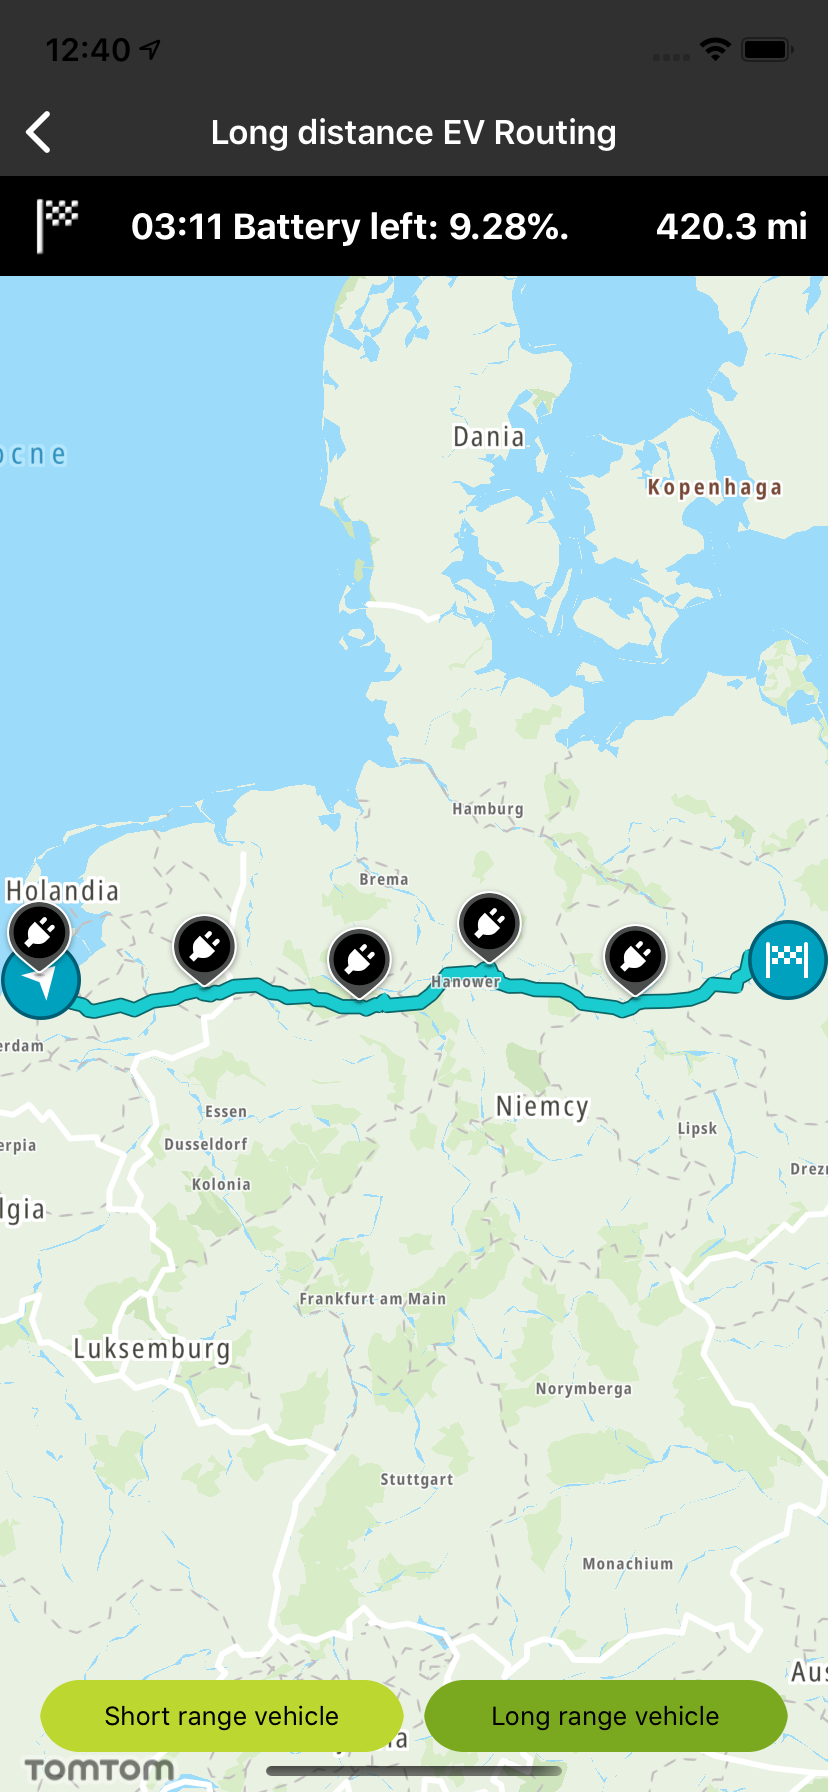 12:40
Long distance EV Routing
03:11 Battery left: 9.28%.
420.3 mi
Dania
ocne
Kopenhaga
Hamburg
Brema
Holandia
Hanower
erdam
Niemcy
Essen
Lipsk
Dusseldorf
erpia
Drezn
Kolonia
lgia
Frankfurt am Main
Luksemburg
Norymberga
Stuttgart
Monachium
Aus
Short range vehicle
Long range vehicle
TOMTOM